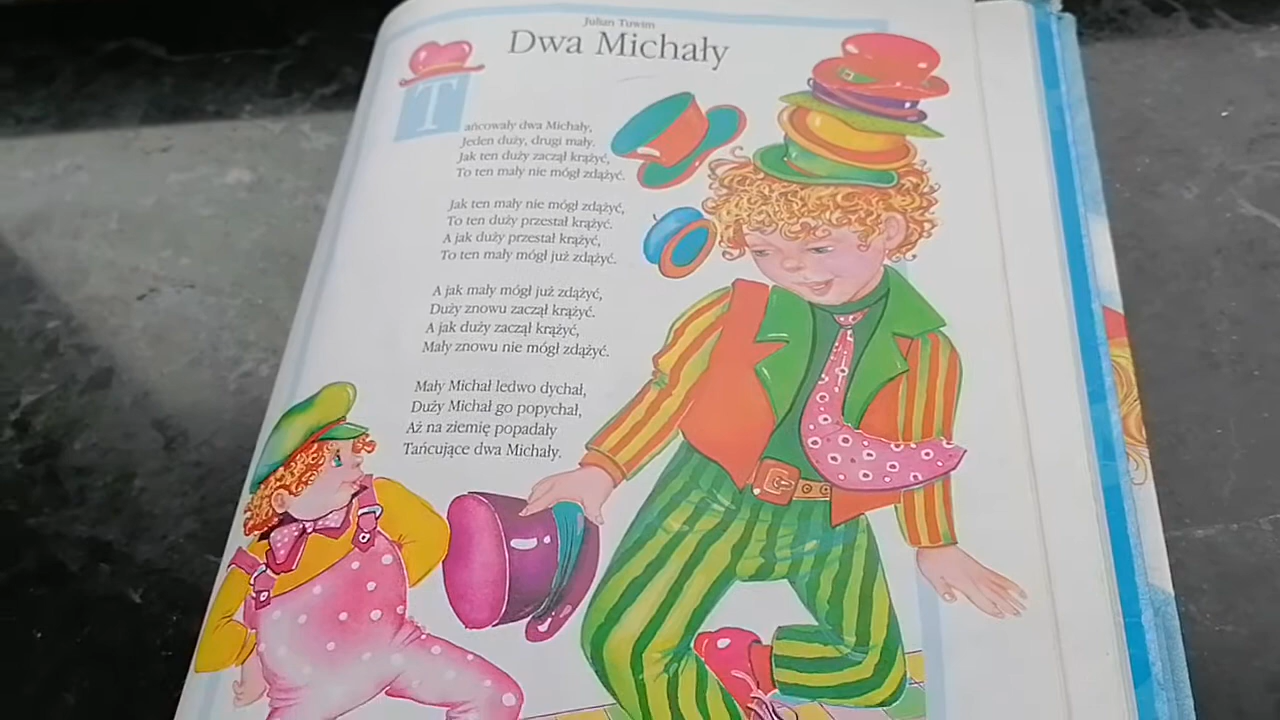 Julian Tuwim
Dwa Michały
Tańcowały dwa Michały,
Jeden duży, drugi mały.
Jak ten duży zaczął krążyć,
To ten mały nie mógł zdążyć.
Jak ten mały nie mógł zdążyć,
To ten duży przestał krążyć.
A jak duży przestał krążyć,
To ten mały mógł już zdążyć.
A jak mały mógł już zdążyć,
Duży znowu zaczął krążyć.
A jak duży zaczął krążyć,
Mały znowu nie mógł zdążyć.
Mały Michał ledwo dychał,
Duży Michał go popychał,
Aż na ziemię popadały
Tańcujące dwa Michały.